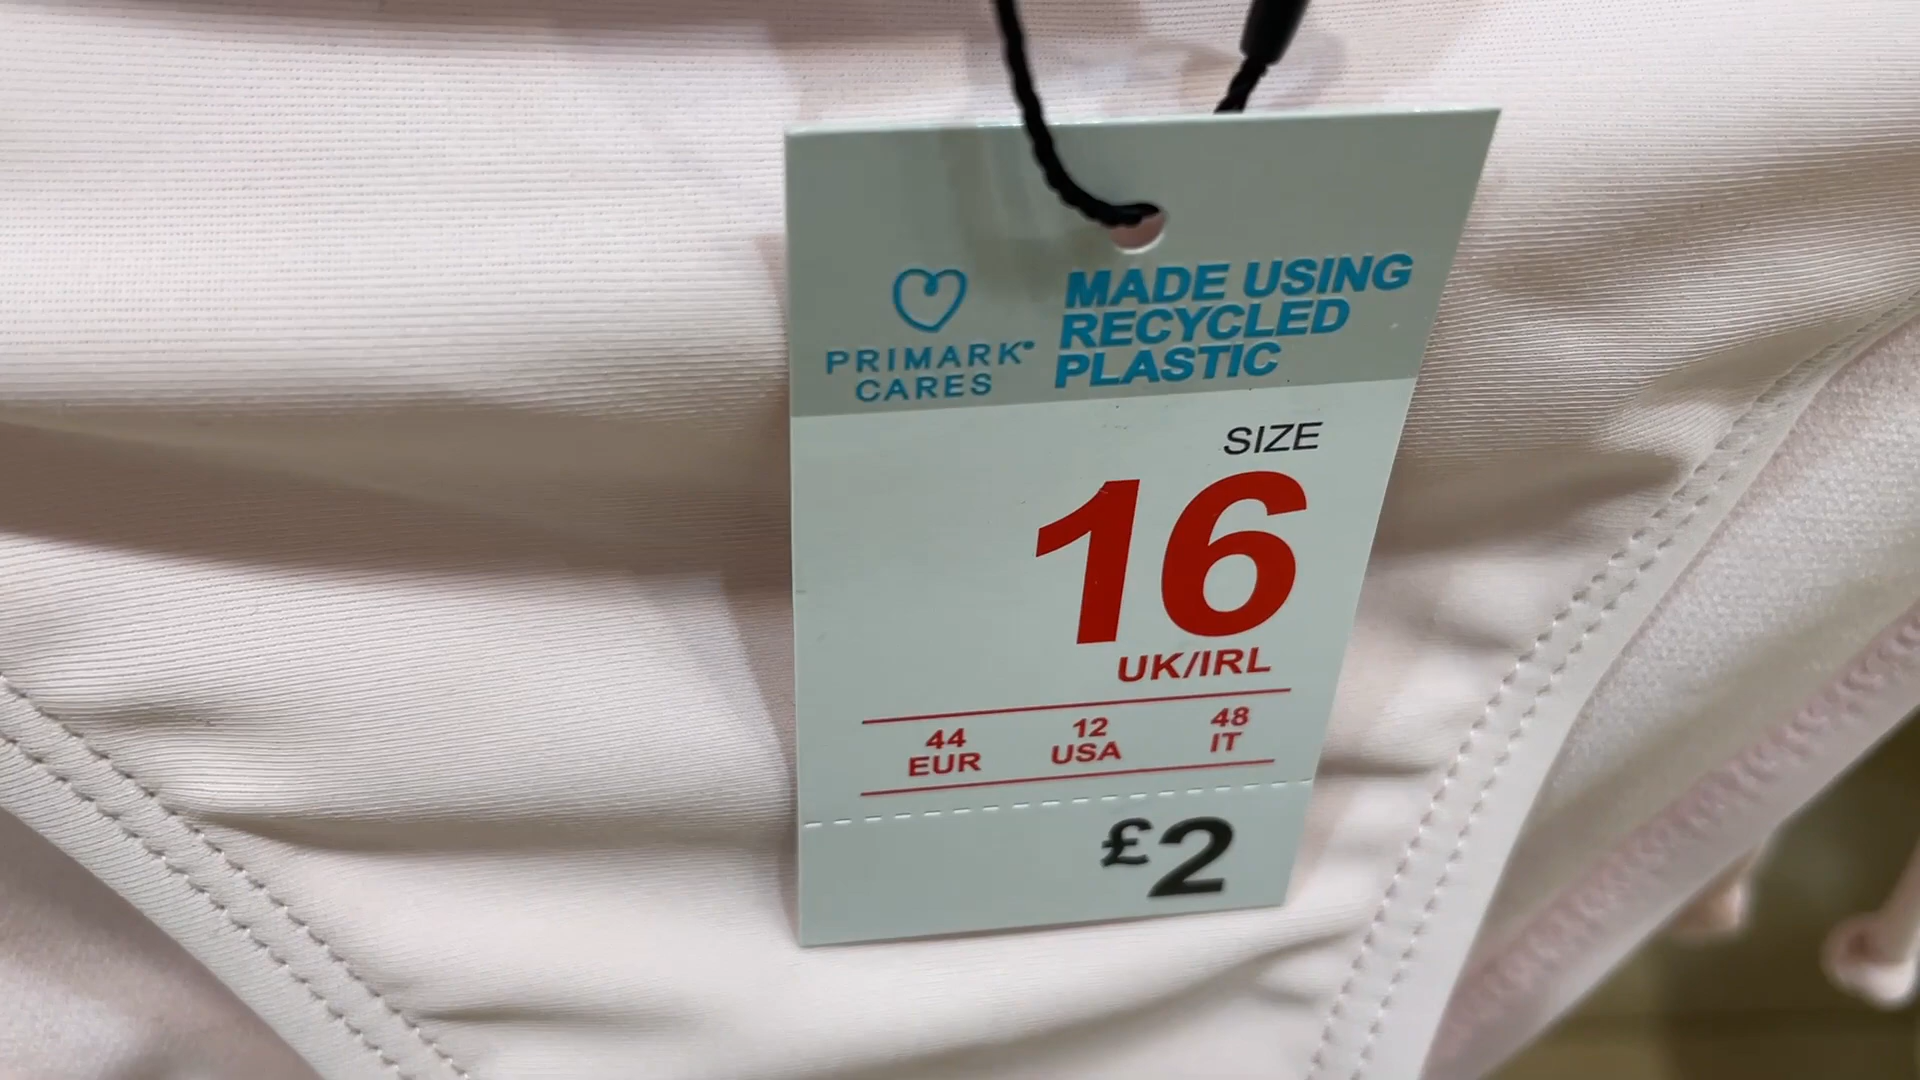 PRIMARK
CARES
MADE USING
RECYCLED
PLASTIC
SIZE
16
UK/IRL
44
EUR
12
USA
48
IT
£2